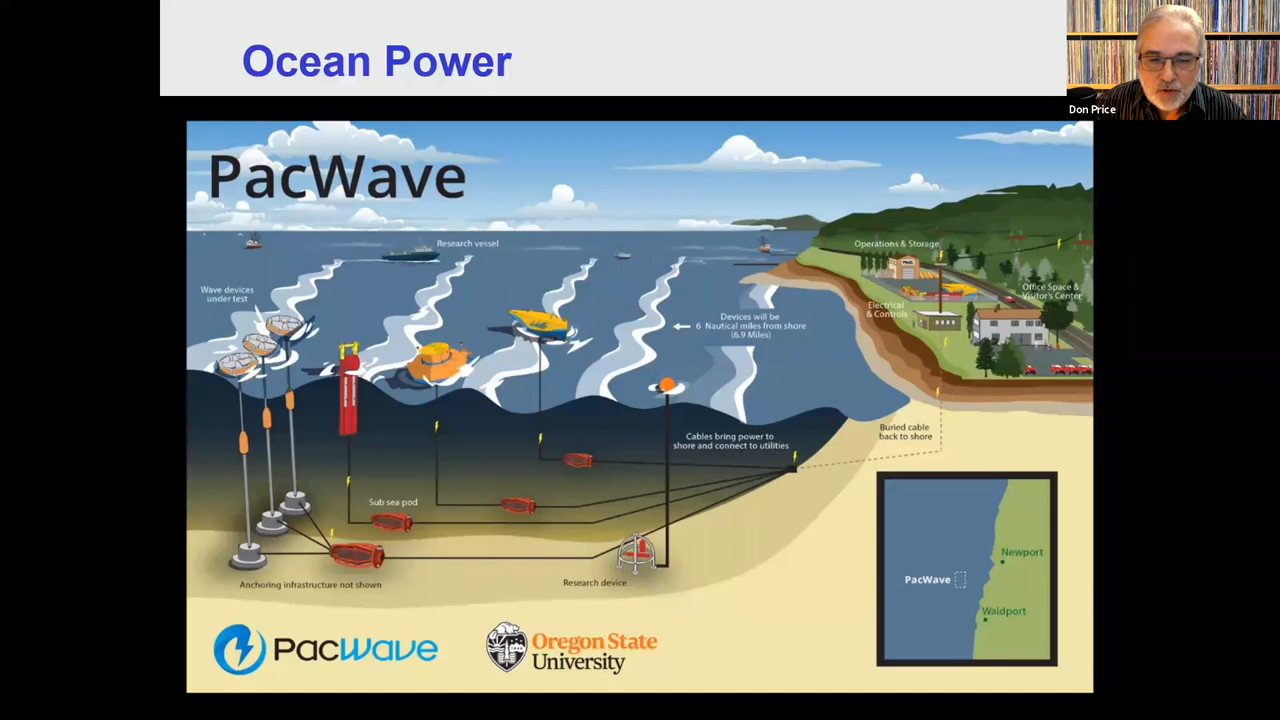 Ocean Power
Don Price
PacWave
Research vessel
Operations & Storage
Wave devices
under test
Office Space &
Visitor's Center
Electrical
& Controls
Devices will be
6 Nautical miles from shore
(6.9 Miles)
Cables bring power to
shore and connect to utilities
Buried cable
back to shore
Sub sea pod
Anchoring infrastructure not shown
Research device
Newport
PacWave
Waldport
PacWave
Oregon State
University